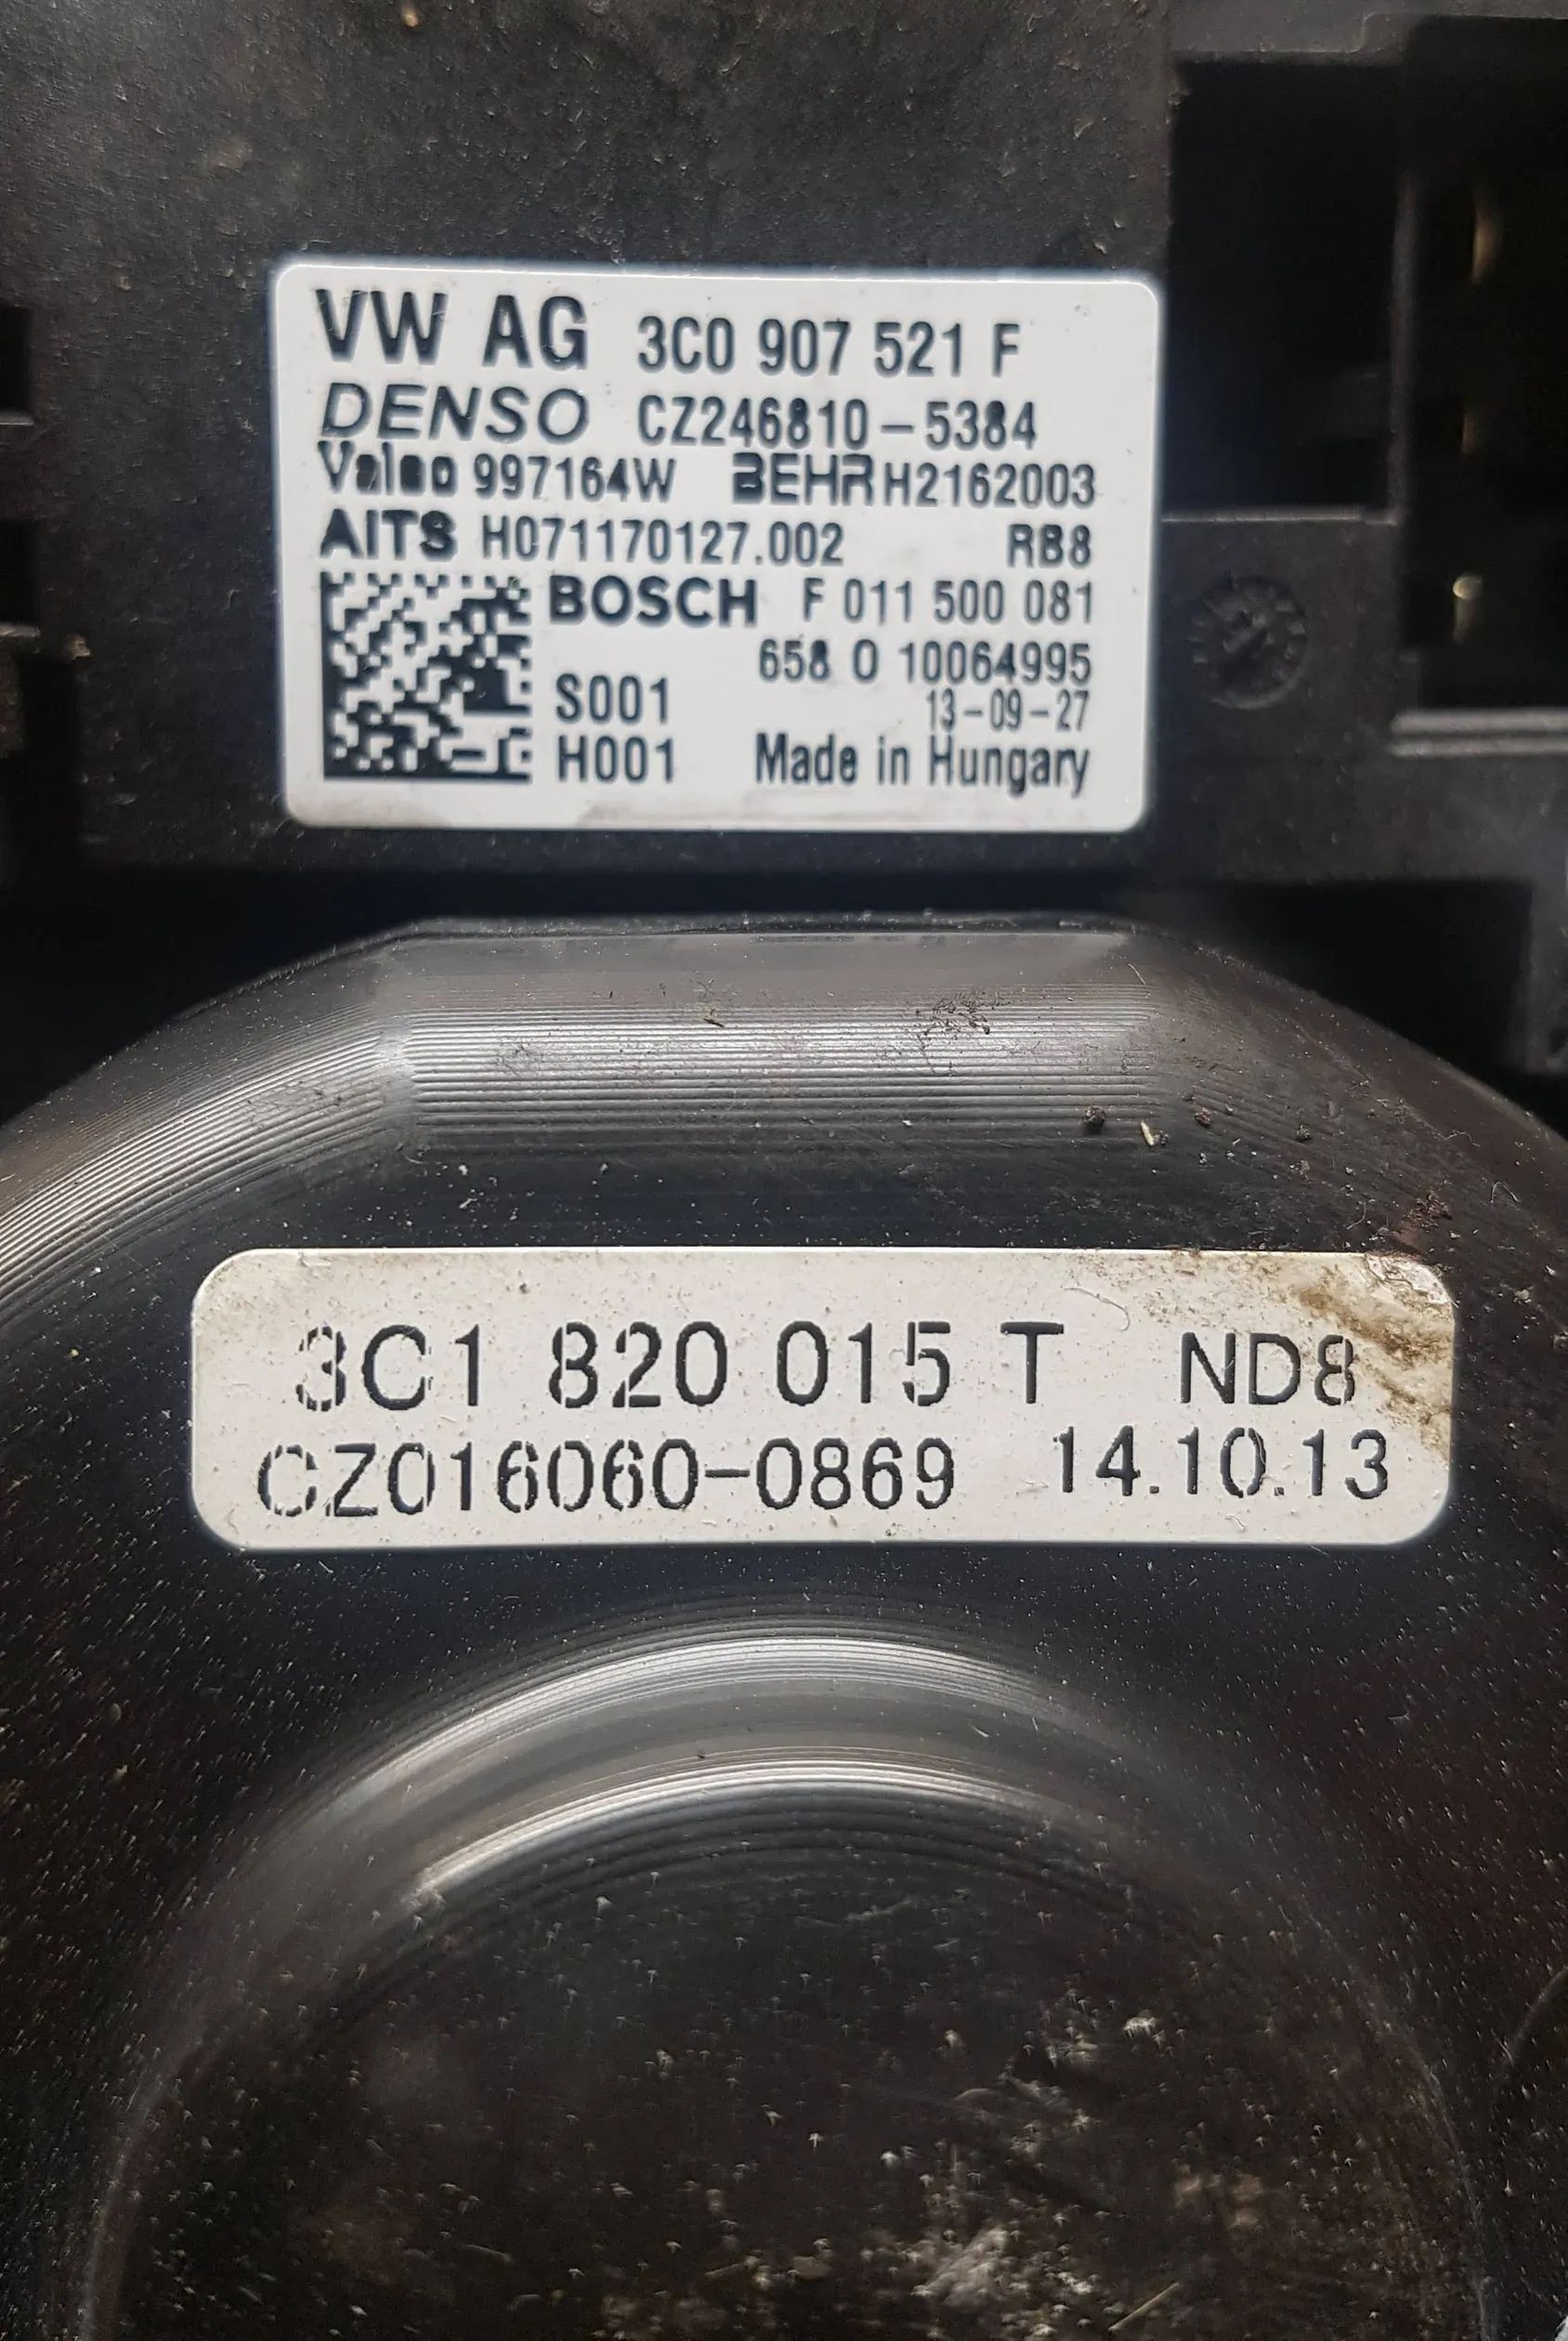 VW AG 3C0 907 521 F
DENSO CZ246810-5384
Valeo 997164W BEHR H2162003
AITS H071170127.002 RB8
BOSCH F 011 500 081
658 0 10064995
S001 13-09-27
H001 Made in Hungary
3C1 820 015 T ND8
CZ016060-0869 14.10.13